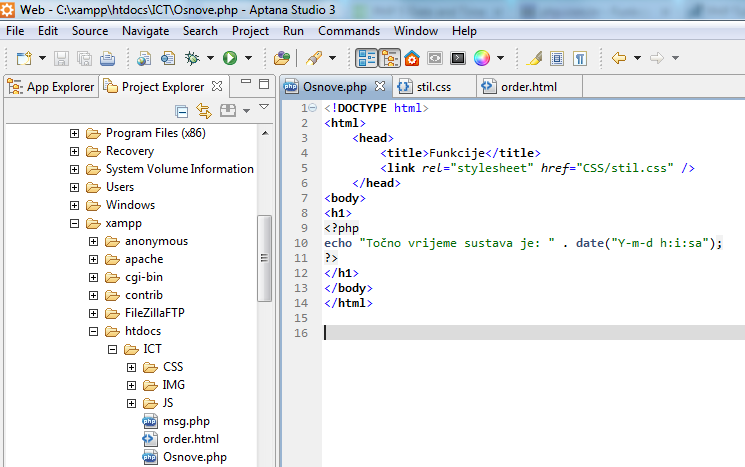 Web - C:\xampp\htdocs\ICT\Osnove.php - Aptana Studio 3
File Edit Source Navigate Search Project Run Commands Window Help
App Explorer Project Explorer
Program Files (x86)
Recovery
System Volume Information
Users
Windows
xampp
anonymous
apache
cgi-bin
contrib
FileZillaFTP
htdocs
ICT
CSS
IMG
JS
msg.php
order.html
Osnove.php
Osnove.php stil.css order.html
1 <!DOCTYPE html>
2 <html>
3 <head>
4 <title>Funkcije</title>
5 <link rel="stylesheet" href="CSS/stil.css" />
6 </head>
7 <body>
8 <h1>
9 <?php
10 echo "Točno vrijeme sustava je: " . date("Y-m-d h:i:sa");
11 ?>
12 </h1>
13 </body>
14 </html>
15
16